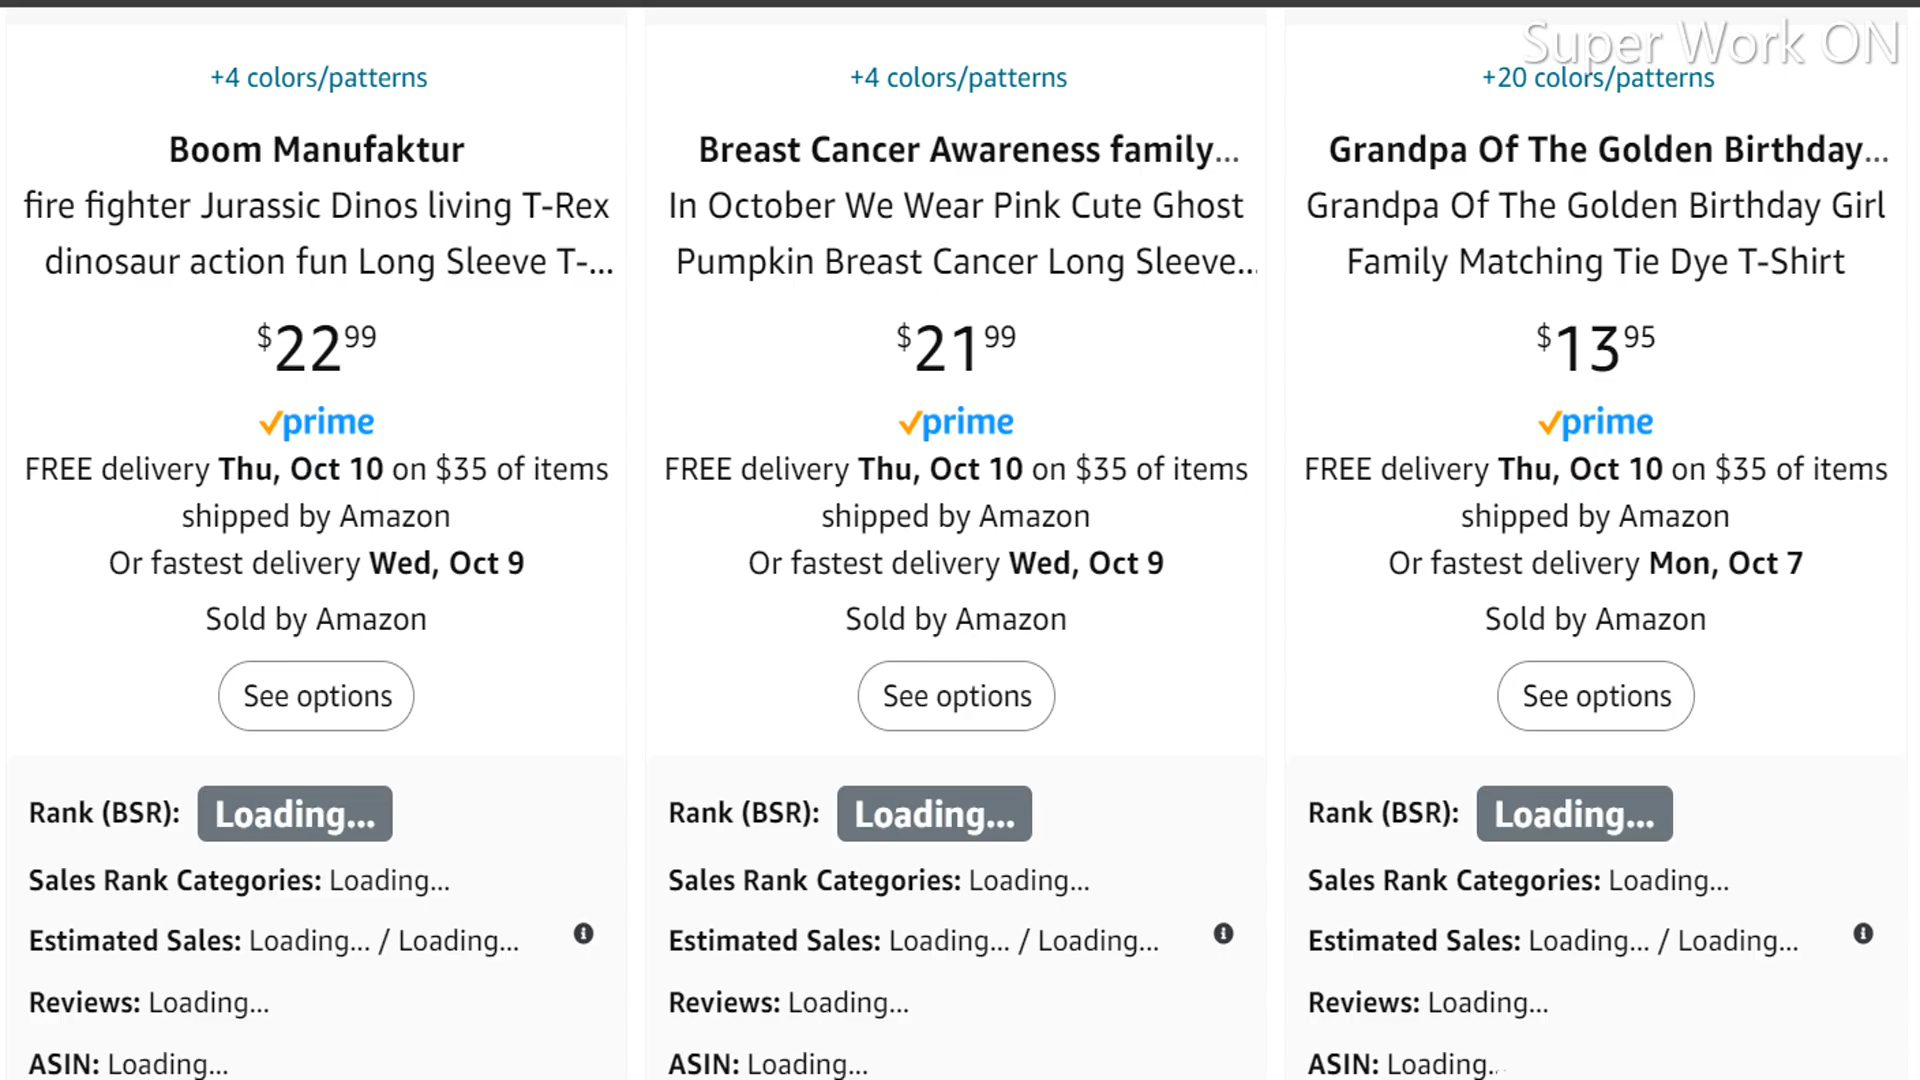 Super Work ON
+4 colors/patterns
Boom Manufaktur
fire fighter Jurassic Dinos living T-Rex
dinosaur action fun Long Sleeve T-...
$22.99
prime
FREE delivery Thu, Oct 10 on $35 of items
shipped by Amazon
Or fastest delivery Wed, Oct 9
Sold by Amazon
See options
Rank (BSR): Loading...
Sales Rank Categories: Loading...
Estimated Sales: Loading... / Loading...
Reviews: Loading...
ASIN: Loading...
+4 colors/patterns
Breast Cancer Awareness family...
In October We Wear Pink Cute Ghost
Pumpkin Breast Cancer Long Sleeve...
$21.99
prime
FREE delivery Thu, Oct 10 on $35 of items
shipped by Amazon
Or fastest delivery Wed, Oct 9
Sold by Amazon
See options
Rank (BSR): Loading...
Sales Rank Categories: Loading...
Estimated Sales: Loading... / Loading...
Reviews: Loading...
ASIN: Loading...
+20 colors/patterns
Grandpa Of The Golden Birthday...
Grandpa Of The Golden Birthday Girl
Family Matching Tie Dye T-Shirt
$13.95
prime
FREE delivery Thu, Oct 10 on $35 of items
shipped by Amazon
Or fastest delivery Mon, Oct 7
Sold by Amazon
See options
Rank (BSR): Loading...
Sales Rank Categories: Loading...
Estimated Sales: Loading... / Loading...
Reviews: Loading...
ASIN: Loading...